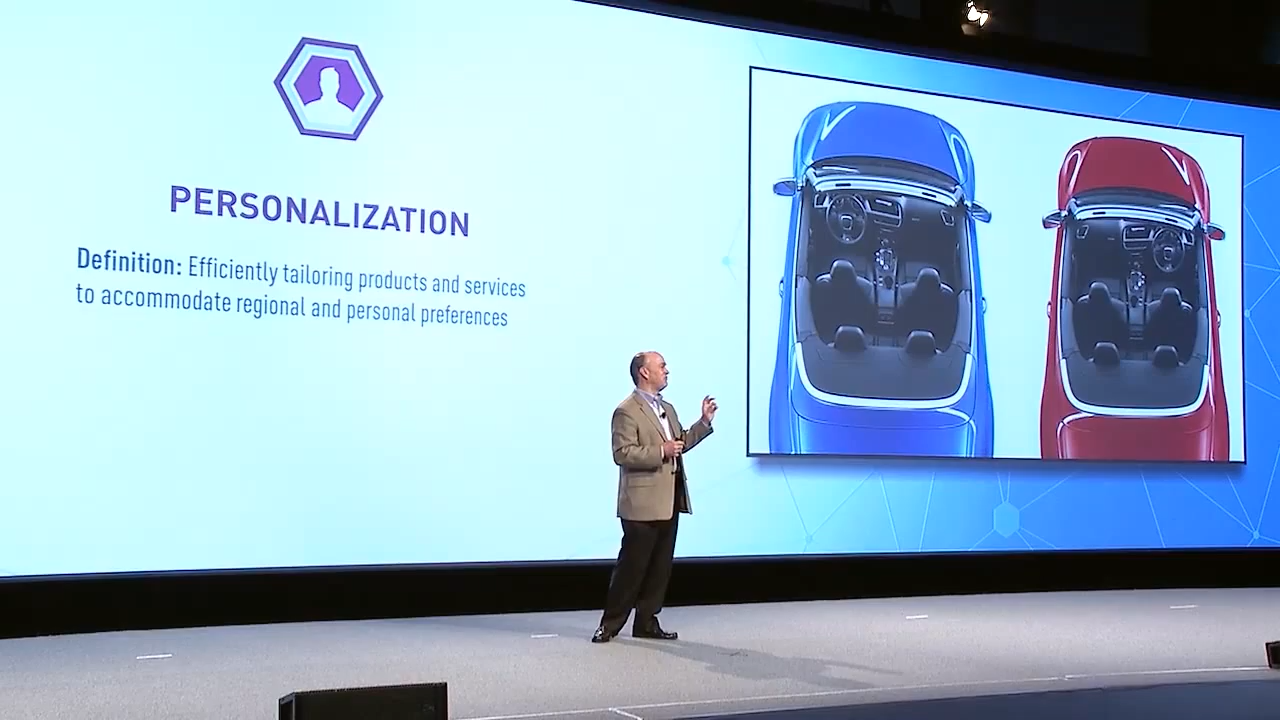 PERSONALIZATION
Definition: Efficiently tailoring products and services
to accommodate regional and personal preferences